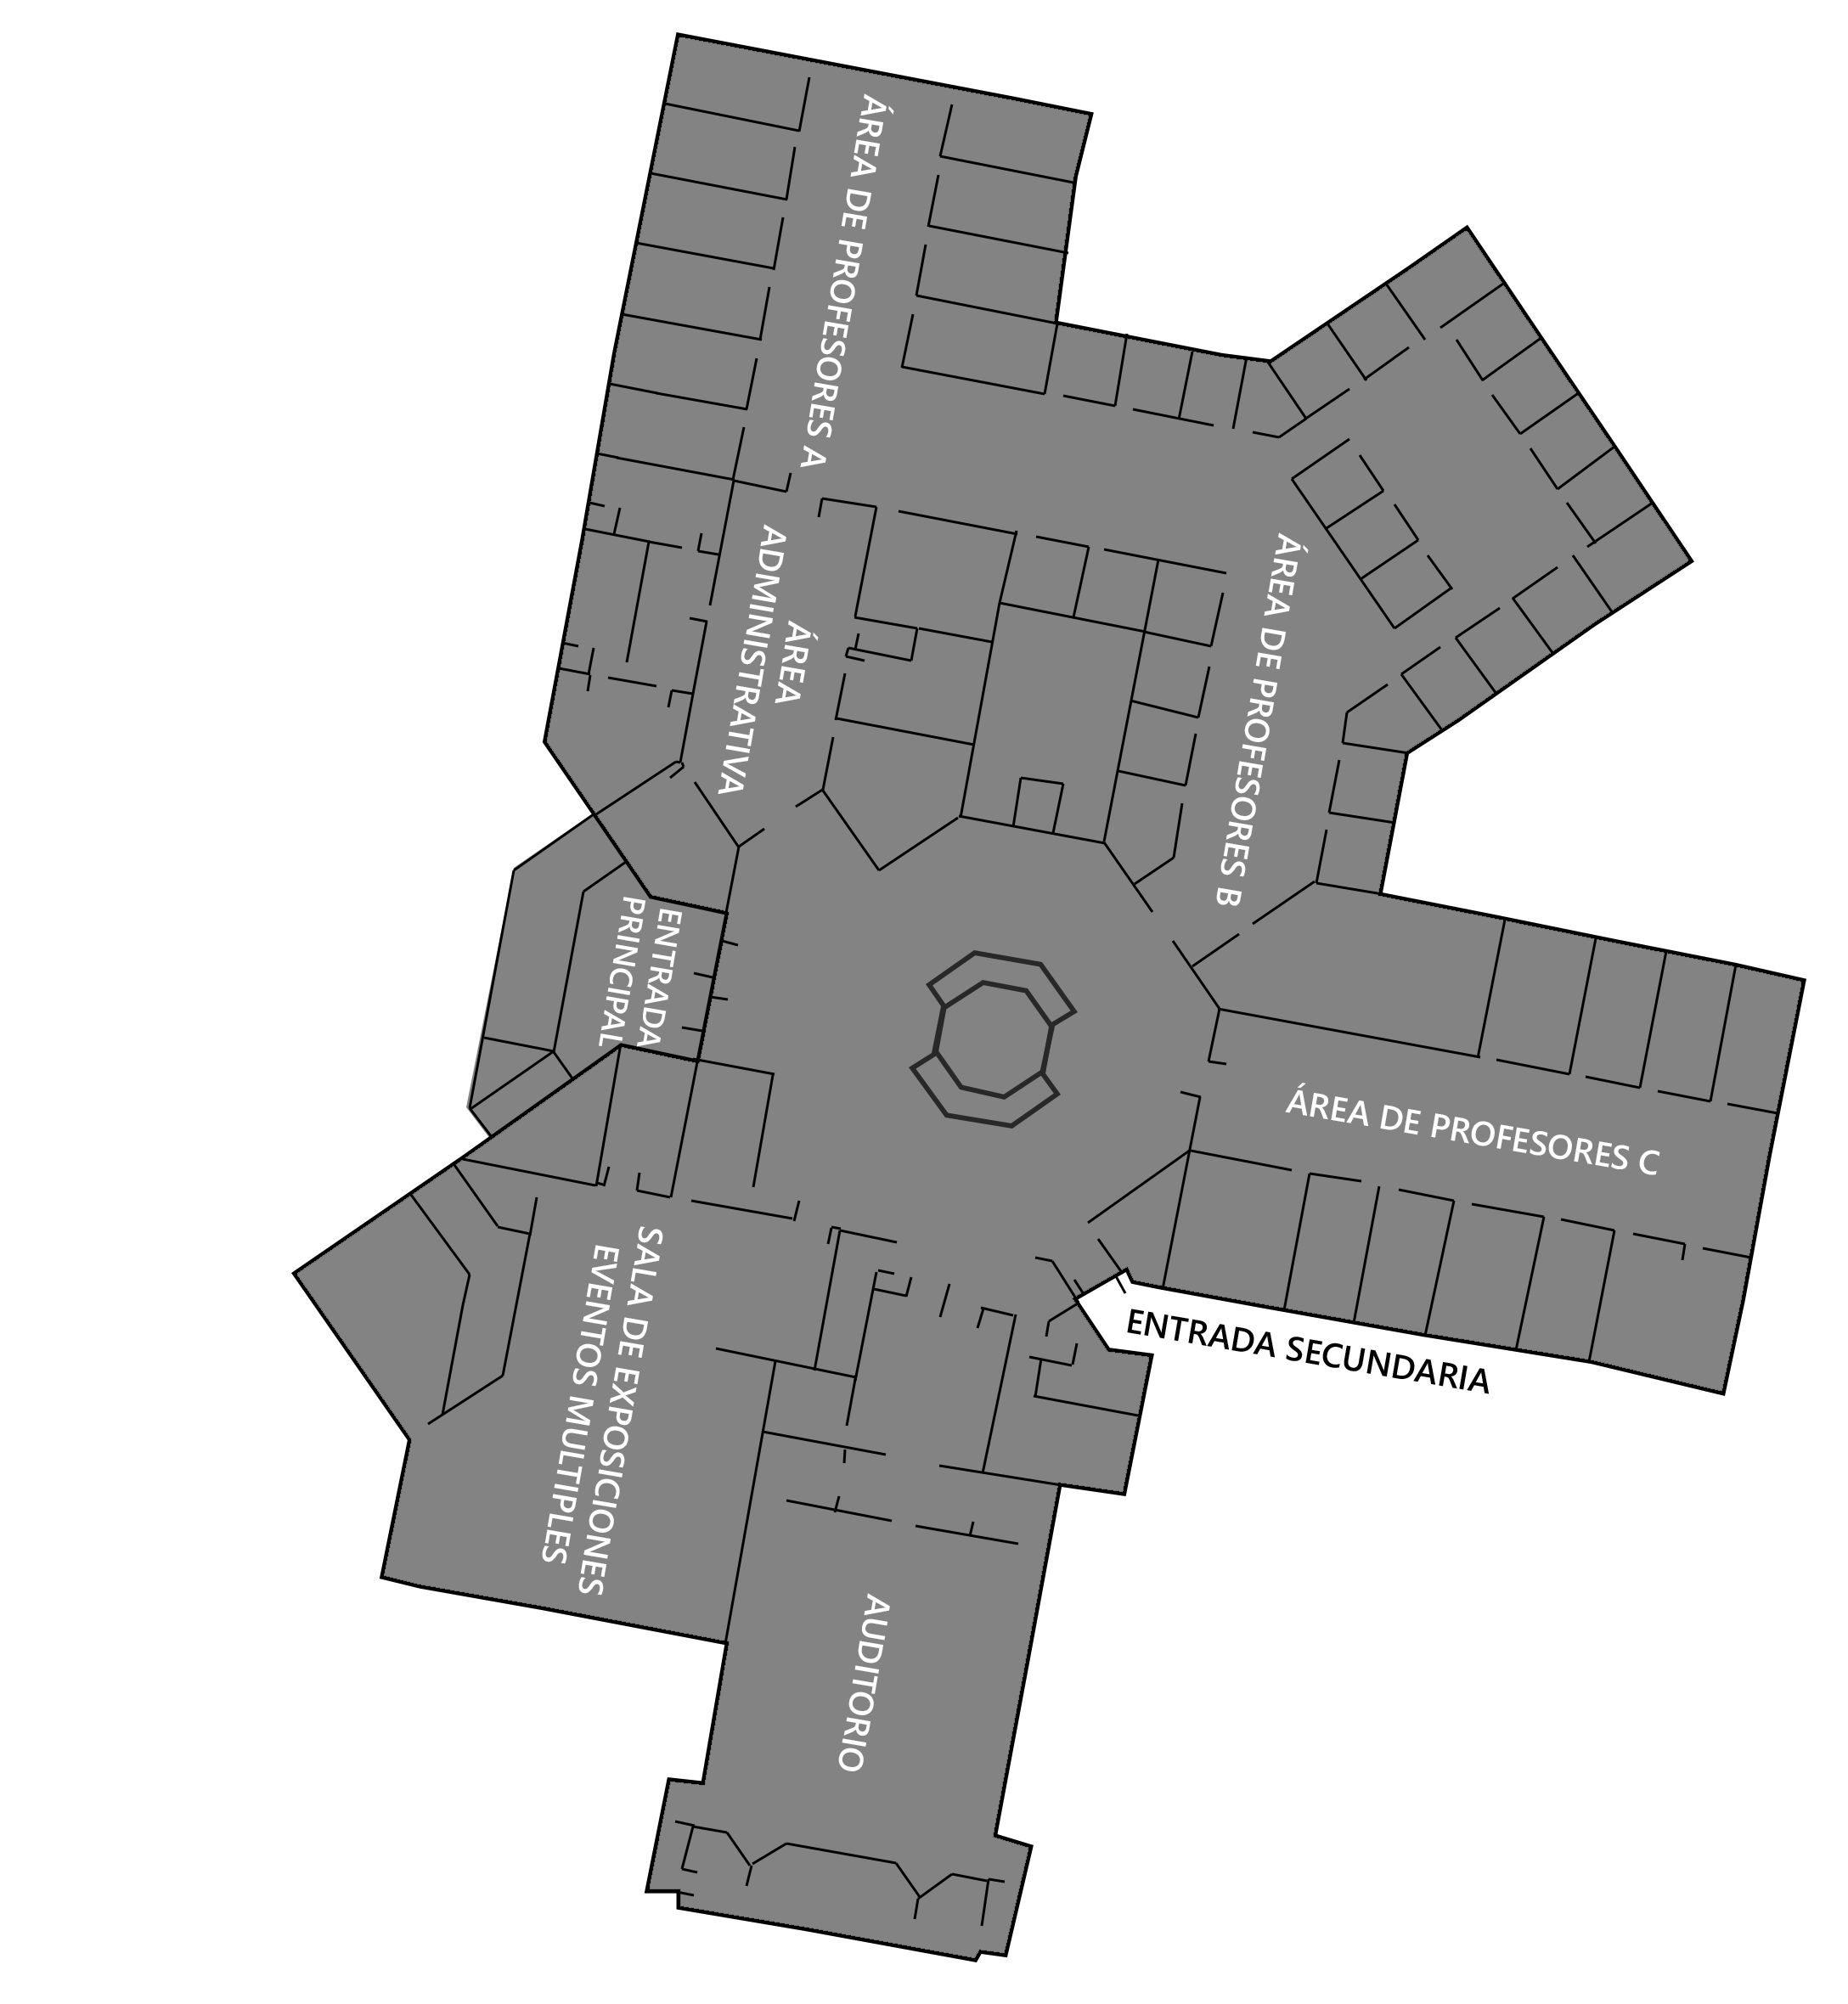 ÁREA DE PROFESORES A
ÁREA
ADMINISTRATIVA
ÁREA DE PROFESORES B
ENTRADA
PRINCIPAL
ÁREA DE PROFESORES C
SALA DE EXPOSICIONES
EVENTOS MULTIPLES
ENTRADA SECUNDARIA
AUDITORIO